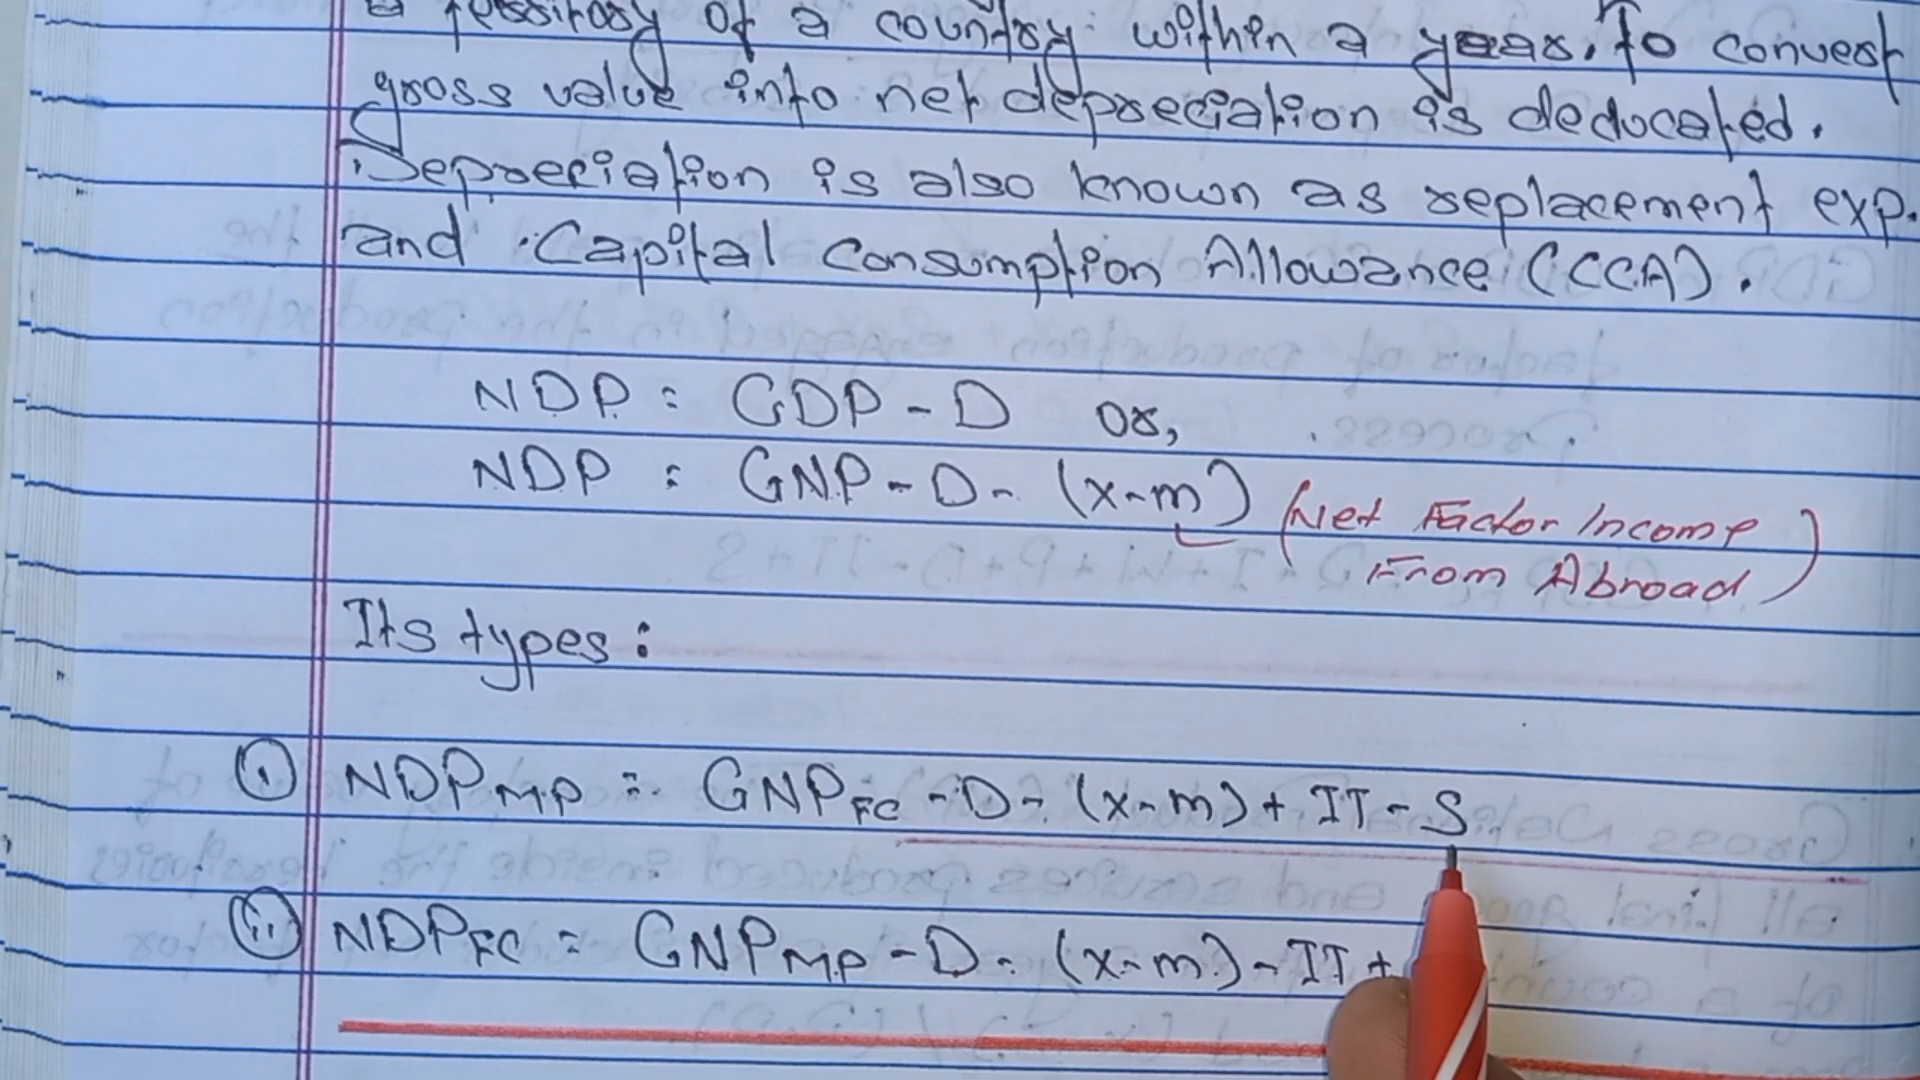 a territory of a country within a year. To convert
gross value into net depreciation is deducated.
Depreciation is also known as replacement exp.
and Capital Consumption Allowance (CCA).
NDP = GDP - D or,
NDP = GNP - D - (x-m) (Net Factor Income
From Abroad)
Its types:
(i) NDPMP = GNPFC - D - (x-m) + IT - S
(ii) NDPFC = GNPMP - D - (x-m) - IT +